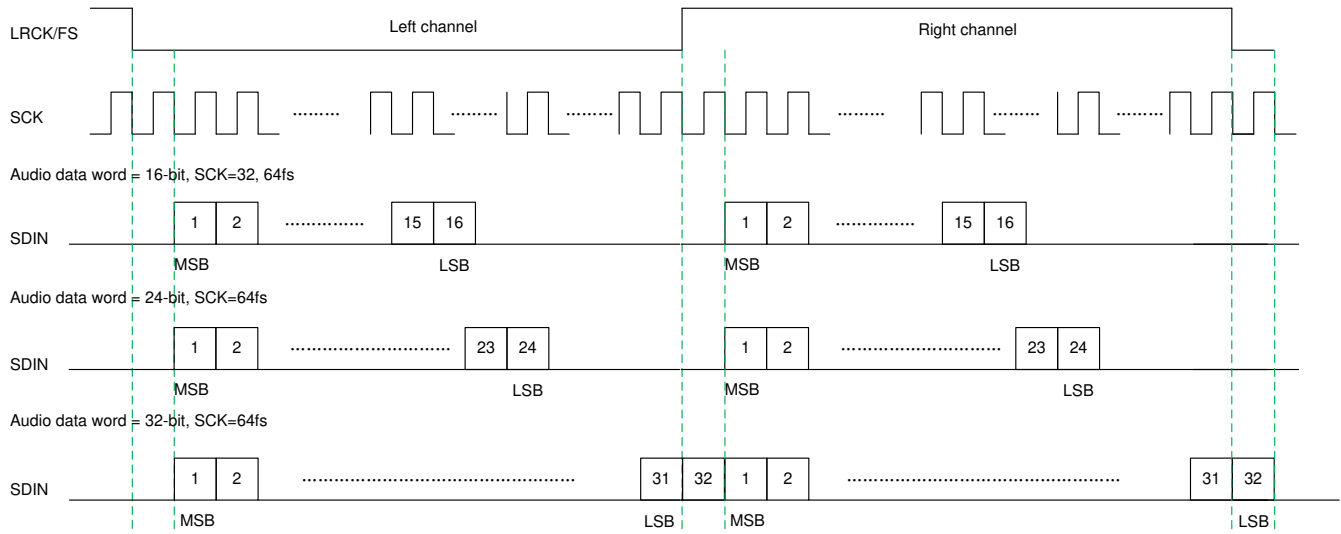 LRCK/FS
Left channel
Right channel
SCK
Audio data word = 16-bit, SCK=32, 64fs
SDIN
1 2 15 16 1 2 15 16
MSB LSB MSB LSB
Audio data word = 24-bit, SCK=64fs
SDIN
1 2 23 24 1 2 23 24
MSB LSB MSB LSB
Audio data word = 32-bit, SCK=64fs
SDIN
1 2 31 32 1 2 31 32
MSB LSB MSB LSB